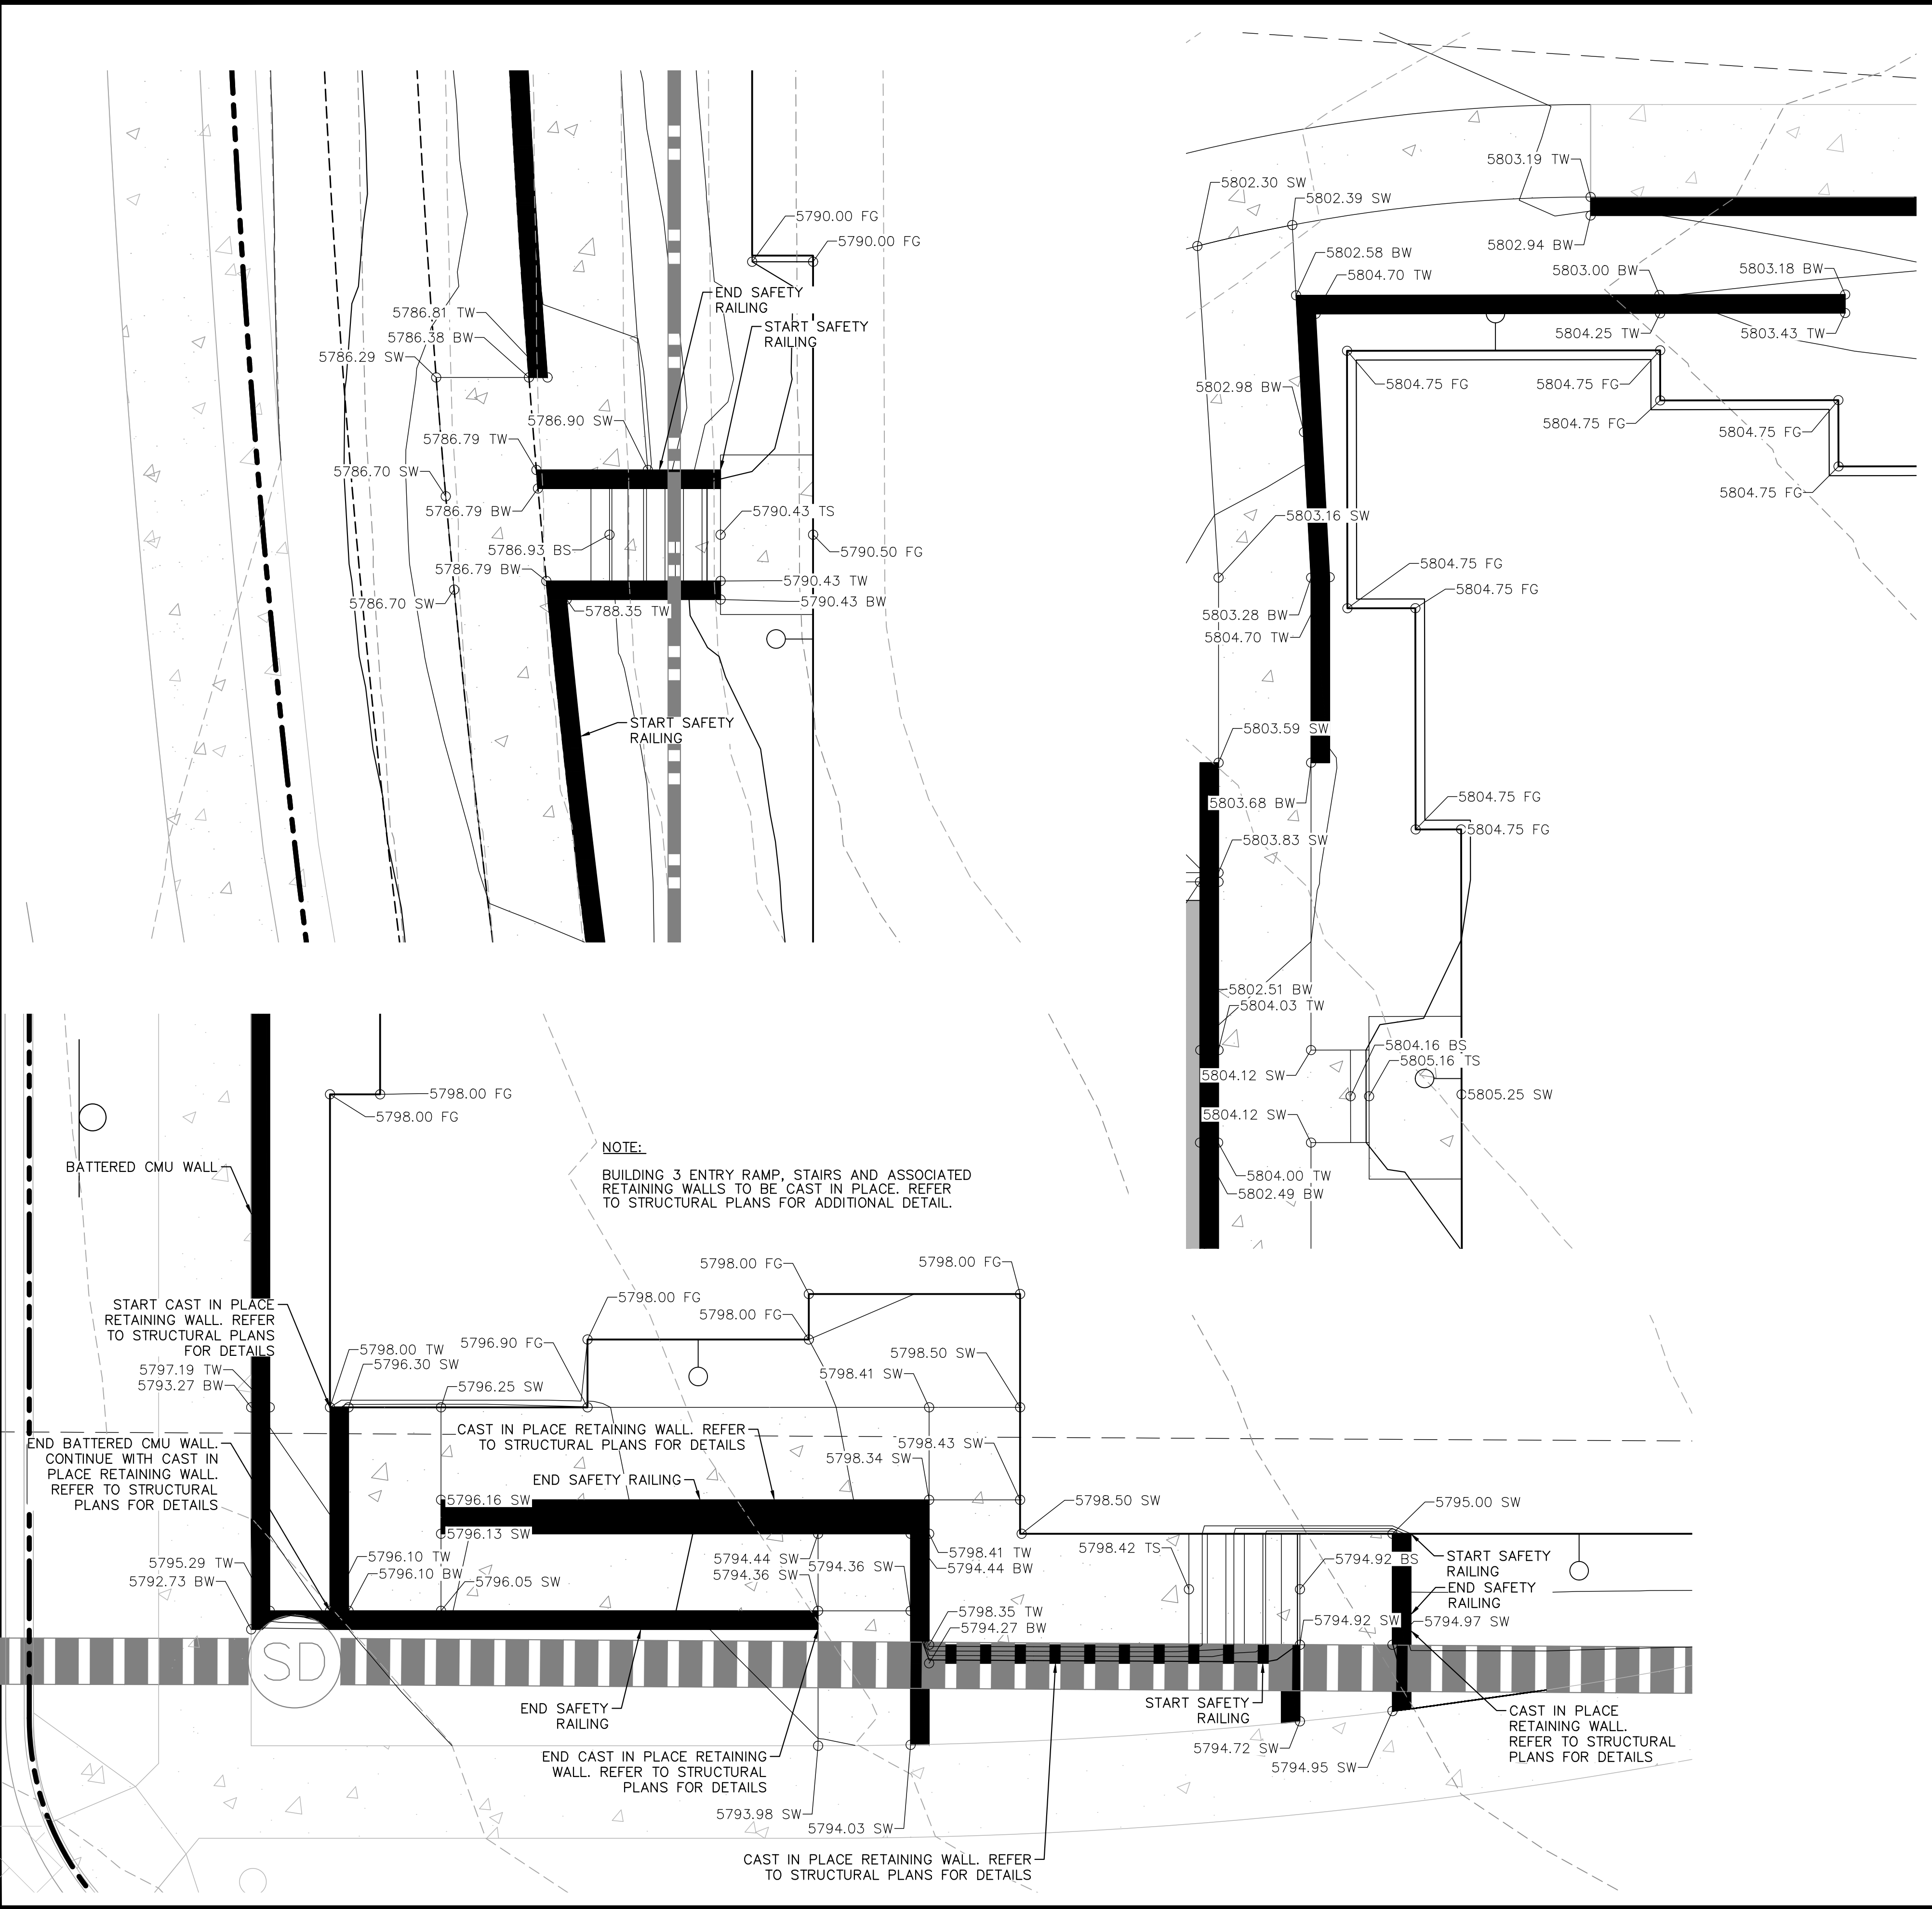 5790.00 FG
5790.00 FG
END SAFETY
RAILING
START SAFETY
RAILING
5786.81 TW
5786.38 BW
5786.29 SW
5786.90 SW
5786.79 TW
5786.70 SW
5786.79 BW
5790.43 TS
5786.93 BS
5790.50 FG
5786.79 BW
5790.43 TW
5786.70 SW
5788.35 TW
5790.43 BW
START SAFETY
RAILING
5803.19 TW
5802.30 SW
5802.39 SW
5802.94 BW
5802.58 BW
5804.70 TW
5803.00 BW
5803.18 BW
5804.25 TW
5803.43 TW
5804.75 FG
5804.75 FG
5802.98 BW
5804.75 FG
5804.75 FG
5804.75 FG
5803.16 SW
5804.75 FG
5804.75 FG
5803.28 BW
5804.70 TW
5803.59 SW
5803.68 BW
5804.75 FG
5804.75 FG
5803.83 SW
5802.51 BW
5804.03 TW
5804.16 BS
5805.16 TS
5804.12 SW
5805.25 SW
5804.12 SW
5804.00 TW
5802.49 BW
5798.00 FG
5798.00 FG
BATTERED CMU WALL
NOTE:
BUILDING 3 ENTRY RAMP, STAIRS AND ASSOCIATED
RETAINING WALLS TO BE CAST IN PLACE. REFER
TO STRUCTURAL PLANS FOR ADDITIONAL DETAIL.
5798.00 FG
5798.00 FG
5798.00 FG
5798.00 FG
START CAST IN PLACE
RETAINING WALL. REFER
TO STRUCTURAL PLANS
FOR DETAILS
5797.19 TW
5793.27 BW
5798.00 TW
5796.30 SW
5796.90 FG
5796.25 SW
5798.41 SW
5798.50 SW
CAST IN PLACE RETAINING WALL. REFER
TO STRUCTURAL PLANS FOR DETAILS
5798.43 SW
5798.34 SW
END BATTERED CMU WALL.
CONTINUE WITH CAST IN
PLACE RETAINING WALL.
REFER TO STRUCTURAL
PLANS FOR DETAILS
END SAFETY RAILING
5796.16 SW
5796.13 SW
5798.50 SW
5795.00 SW
5795.29 TW
5792.73 BW
5796.10 TW
5796.10 BW
5796.05 SW
5794.44 SW
5794.36 SW
5794.36 SW
5798.41 TW
5794.44 BW
5798.42 TS
5794.92 BS
START SAFETY
RAILING
END SAFETY
RAILING
5798.35 TW
5794.27 BW
5794.92 SW
5794.97 SW
SD
END SAFETY
RAILING
START SAFETY
RAILING
CAST IN PLACE
RETAINING WALL.
REFER TO STRUCTURAL
PLANS FOR DETAILS
END CAST IN PLACE RETAINING
WALL. REFER TO STRUCTURAL
PLANS FOR DETAILS
5794.72 SW
5794.95 SW
5793.98 SW
5794.03 SW
CAST IN PLACE RETAINING WALL. REFER
TO STRUCTURAL PLANS FOR DETAILS